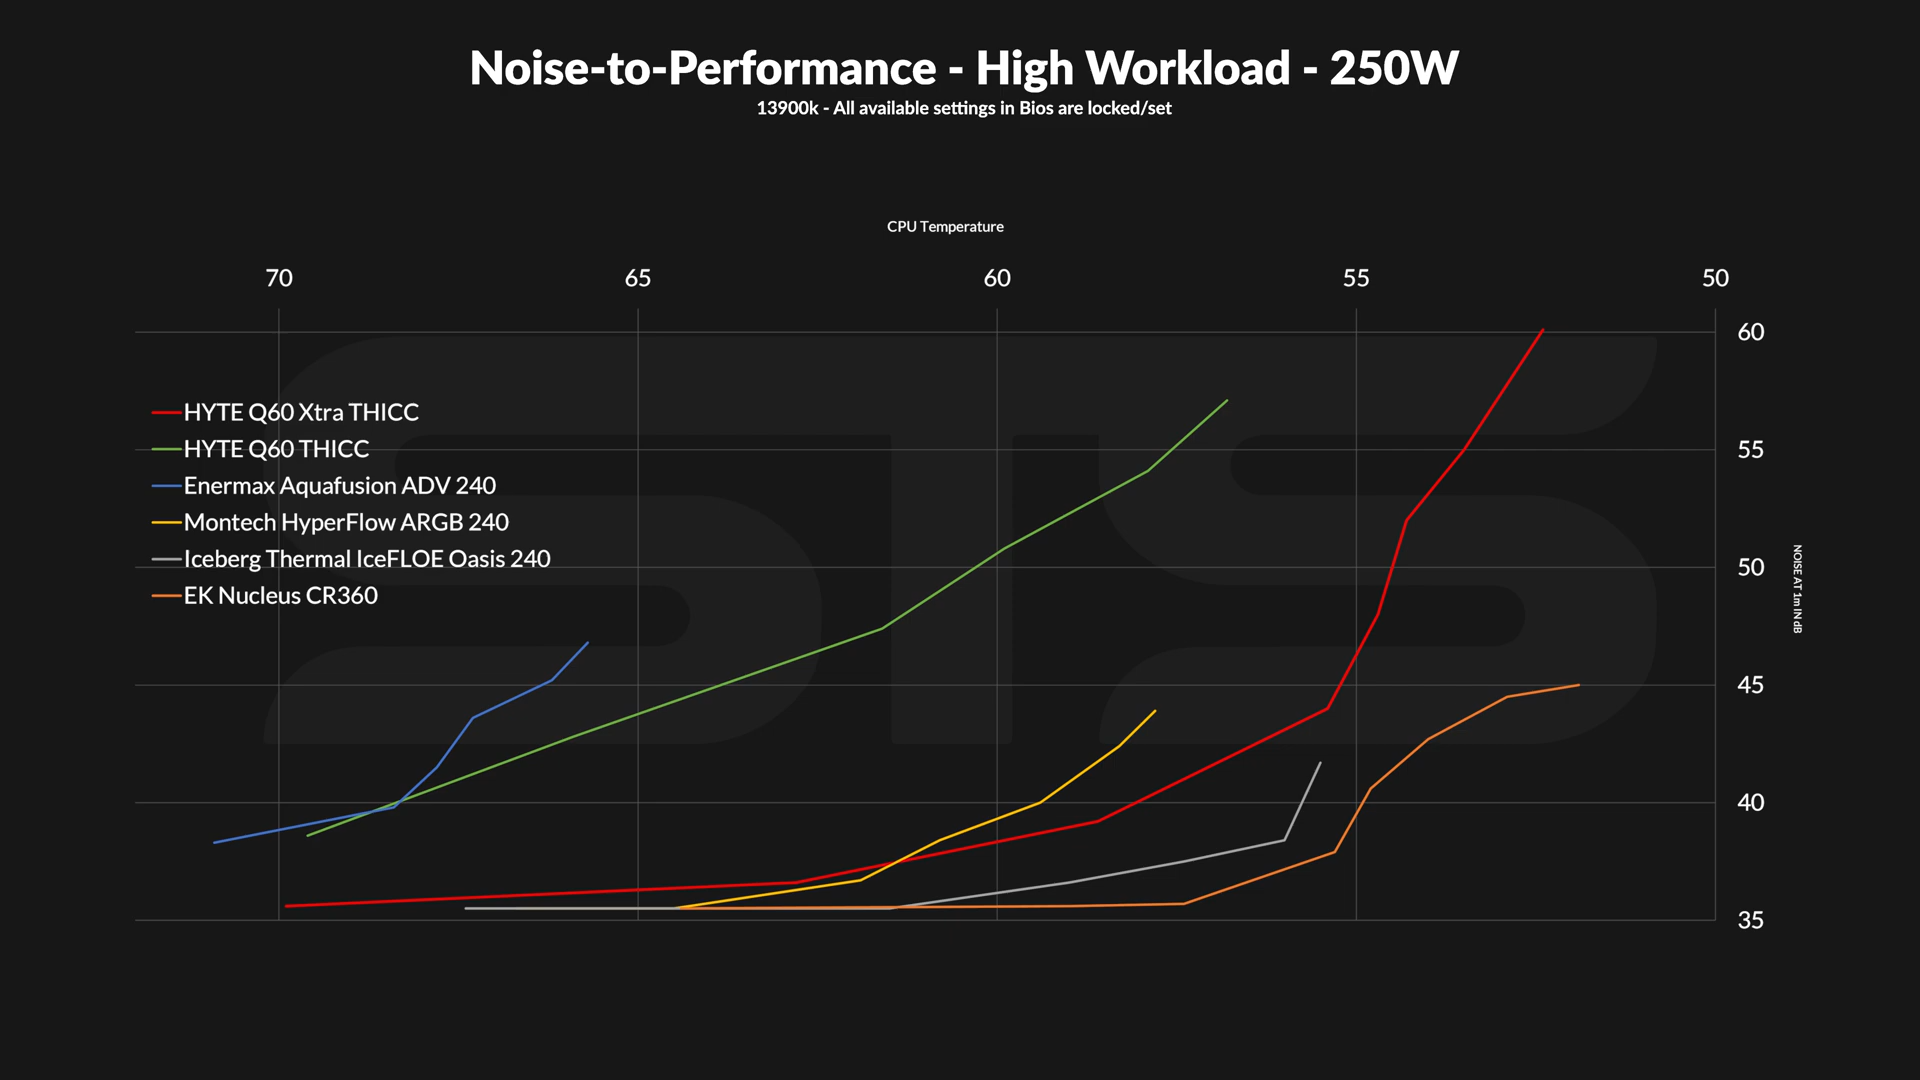 Noise-to-Performance - High Workload - 250W
13900k - All available settings in Bios are locked/set
CPU Temperature
70 65 60 55 50
60
HYTE Q60 Xtra THICC
HYTE Q60 THICC
55
Enermax Aquafusion ADV 240
Montech HyperFlow ARGB 240
Iceberg Thermal IceFLOE Oasis 240
50
EK Nucleus CR360
NOISE AT 1m IN dB
45
40
35
STS